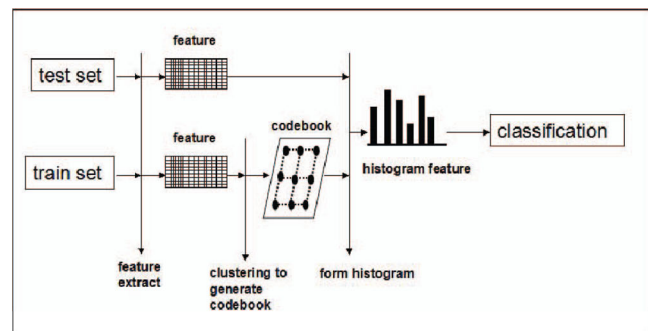 feature
test set
feature
codebook
train set
classification
histogram feature
feature
extract
clustering to
generate
codebook
form histogram